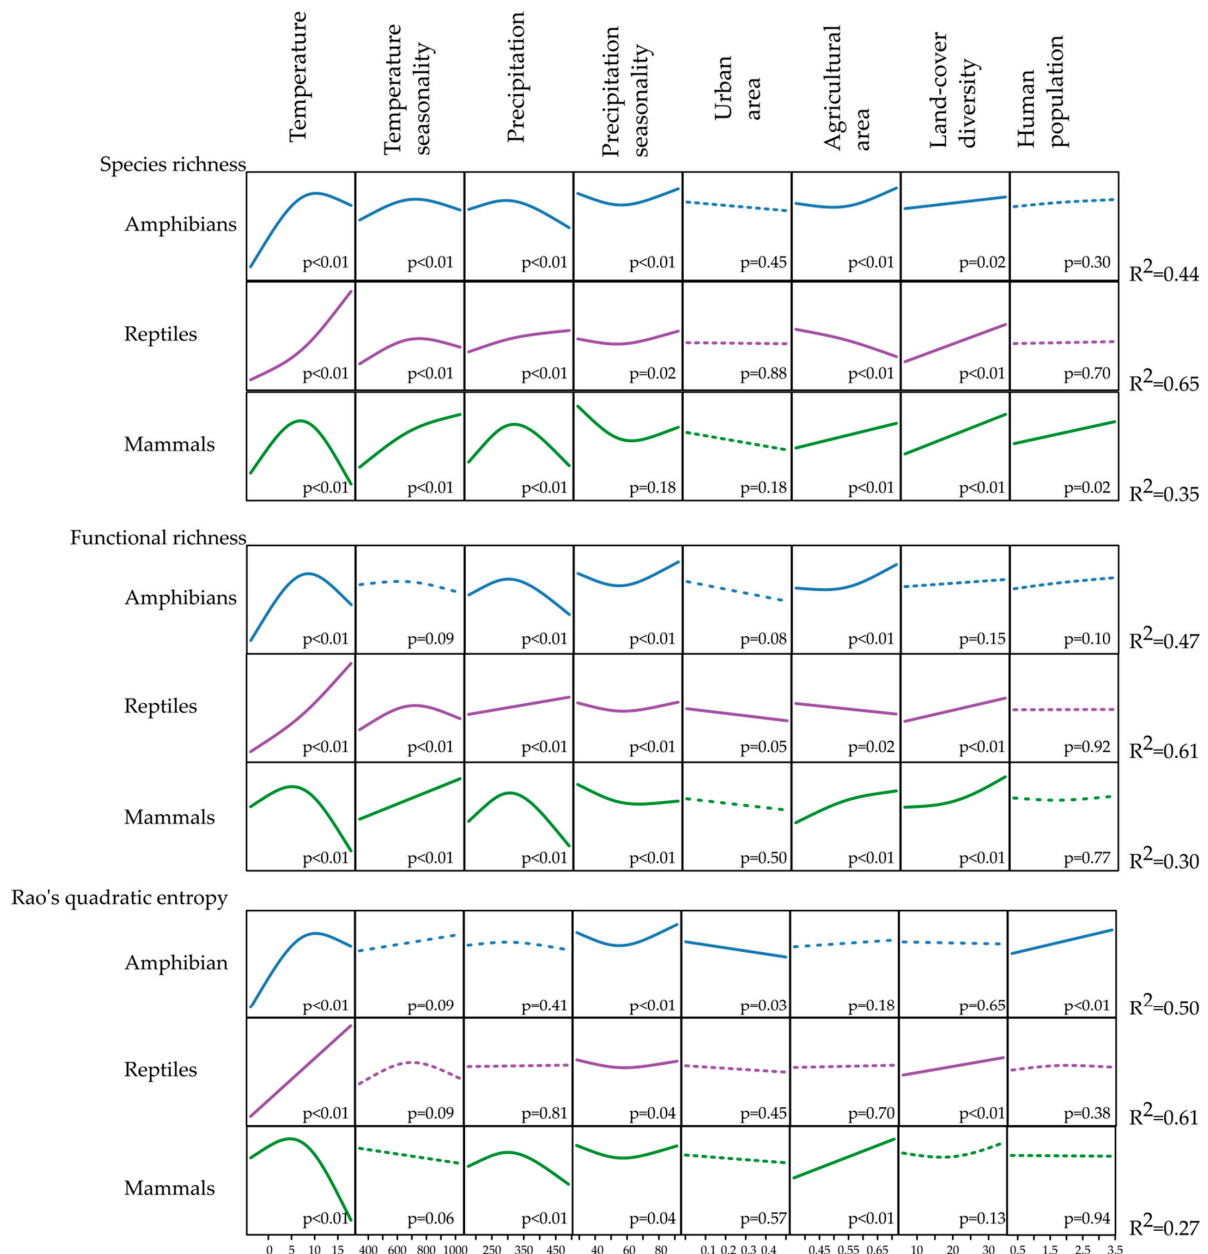 Temperature
Temperature
seasonality
Precipitation
Precipitation
seasonality
Urban
area
Agricultural
area
Land-cover
diversity
Human
population
Species richness
Amphibians
p<0.01 p<0.01 p<0.01 p<0.01 p=0.45 p<0.01 p=0.02 p=0.30 R²=0.44
Reptiles
p<0.01 p<0.01 p<0.01 p=0.02 p=0.88 p<0.01 p<0.01 p=0.70 R²=0.65
Mammals
p<0.01 p<0.01 p<0.01 p=0.18 p=0.18 p<0.01 p<0.01 p=0.02 R²=0.35
Functional richness
Amphibians
p<0.01 p=0.09 p<0.01 p<0.01 p=0.08 p<0.01 p=0.15 p=0.10 R²=0.47
Reptiles
p<0.01 p<0.01 p<0.01 p<0.01 p=0.05 p=0.02 p<0.01 p=0.92 R²=0.61
Mammals
p<0.01 p<0.01 p<0.01 p<0.01 p=0.50 p<0.01 p<0.01 p=0.77 R²=0.30
Rao's quadratic entropy
Amphibian
p<0.01 p=0.09 p=0.41 p<0.01 p=0.03 p=0.18 p=0.65 p<0.01 R²=0.50
Reptiles
p<0.01 p=0.09 p=0.81 p=0.04 p=0.45 p=0.70 p<0.01 p=0.38 R²=0.61
Mammals
p<0.01 p=0.06 p<0.01 p=0.04 p=0.57 p<0.01 p=0.13 p=0.94 R²=0.27
0 5 10 15 400 600 800 1000 250 350 450 40 60 80 0.1 0.2 0.3 0.4 0.45 0.55 0.65 10 20 30 0.5 1.5 2.5 3.5